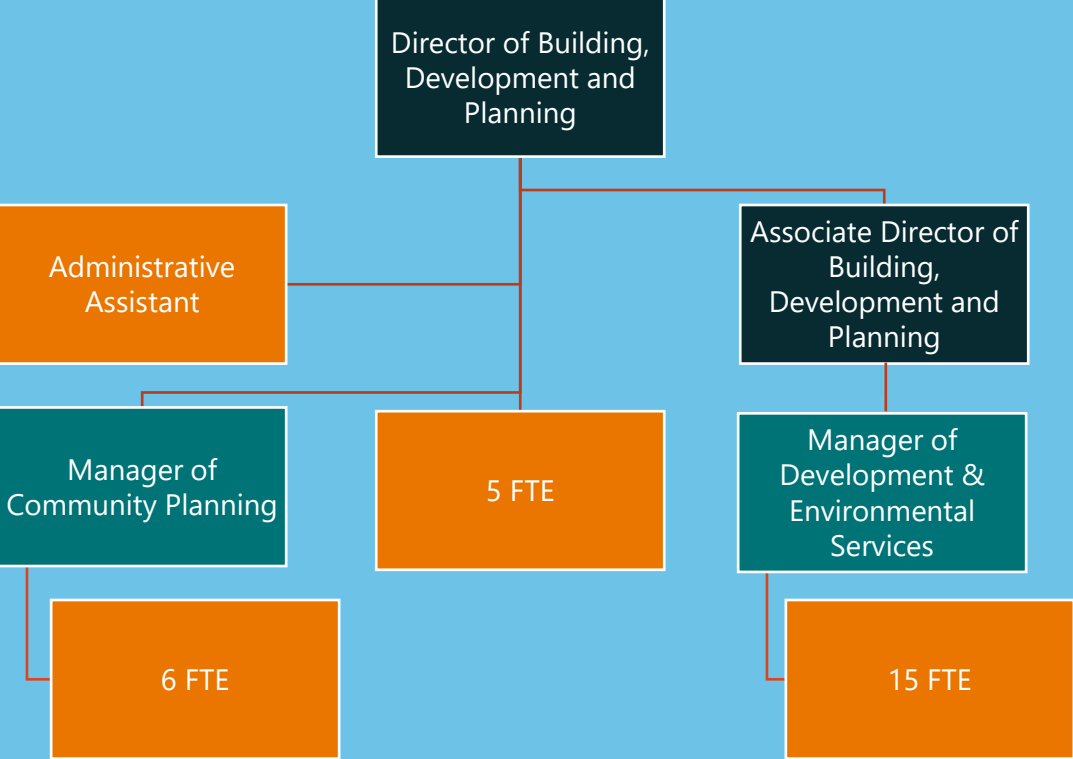 Director of Building,
Development and
Planning
Administrative
Assistant
Associate Director of
Building,
Development and
Planning
Manager of
Community Planning
5 FTE
Manager of
Development &
Environmental
Services
6 FTE
15 FTE